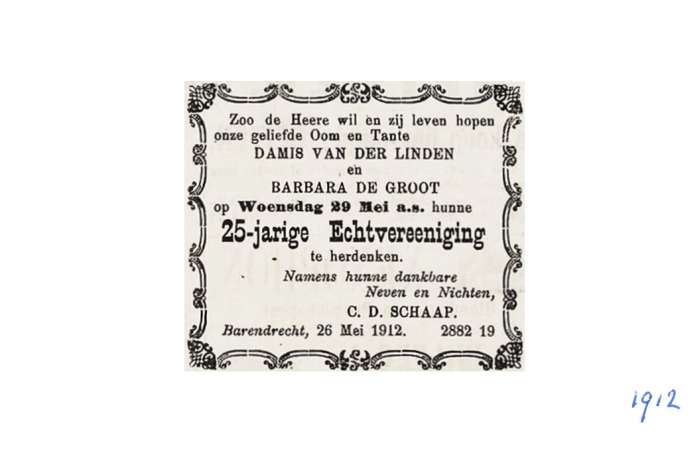 Zoo de Heere wil en zij leven hopen
onze geliefde Oom en Tante
DAMIS VAN DER LINDEN
en
BARBARA DE GROOT
op Woensdag 29 Mei a.s. hunne
25-jarige Echtvereeniging
te herdenken.
Namens hunne dankbare
Neven en Nichten,
C. D. SCHAAP.
Barendrecht, 26 Mei 1912. 2882 19
1912